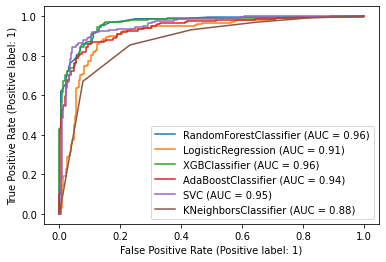 1.0
0.8
0.6
0.4
0.2
0.0
True Positive Rate (Positive label: 1)
RandomForestClassifier (AUC = 0.96)
LogisticRegression (AUC = 0.91)
XGBClassifier (AUC = 0.96)
AdaBoostClassifier (AUC = 0.94)
SVC (AUC = 0.95)
KNeighborsClassifier (AUC = 0.88)
0.0 0.2 0.4 0.6 0.8 1.0
False Positive Rate (Positive label: 1)